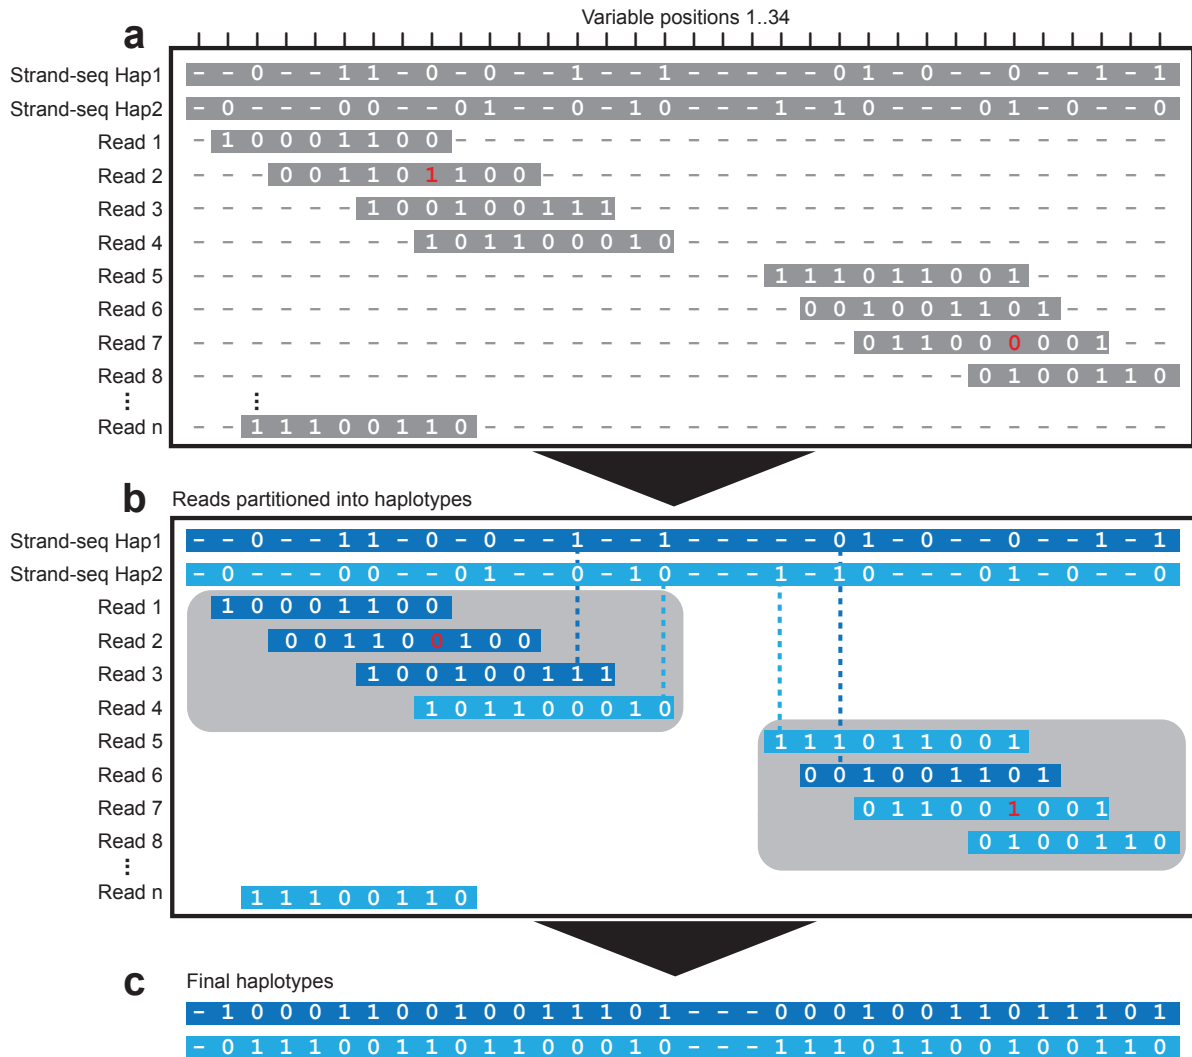 Variable positions 1..34
a
Strand-seq Hap1 – – 0 – – 1 1 – 0 – 0 – – 1 – – 1 – – – – – 0 1 – 0 – – 0 – – 1 – 1
Strand-seq Hap2 – 0 – – – 0 0 – – 0 1 – – 0 – 1 0 – – – 1 – 1 0 – – – 0 1 – 0 – – 0
Read 1 – 1 0 0 0 1 1 0 0 – – – – – – – – – – – – – – – – – – – – – – – – –
Read 2 – – – 0 0 1 1 0 1 1 0 0 – – – – – – – – – – – – – – – – – – – – – –
Read 3 – – – – – – 1 0 0 1 0 0 1 1 1 – – – – – – – – – – – – – – – – – – –
Read 4 – – – – – – – – 1 0 1 1 0 0 0 1 0 – – – – – – – – – – – – – – – – –
Read 5 – – – – – – – – – – – – – – – – – – – – 1 1 1 0 1 1 0 0 1 – – – – –
Read 6 – – – – – – – – – – – – – – – – – – – – – 0 0 1 0 0 1 1 0 1 – – – –
Read 7 – – – – – – – – – – – – – – – – – – – – – – – 0 1 1 0 0 0 0 0 1 – –
Read 8 – – – – – – – – – – – – – – – – – – – – – – – – – – – 0 1 0 0 1 1 0
Read n – – 1 1 1 0 0 1 1 0 – – – – – – – – – – – – – – – – – – – – – – – –
b Reads partitioned into haplotypes
Strand-seq Hap1 – – 0 – – 1 1 – 0 – 0 – – 1 – – 1 – – – – – 0 1 – 0 – – 0 – – 1 – 1
Strand-seq Hap2 – 0 – – – 0 0 – – 0 1 – – 0 – 1 0 – – – 1 – 1 0 – – – 0 1 – 0 – – 0
Read 1 1 0 0 0 1 1 0 0
Read 2 0 0 1 1 0 0 1 0 0
Read 3 1 0 0 1 0 0 1 1 1
Read 4 1 0 1 1 0 0 0 1 0
Read 5 1 1 1 0 1 1 0 0 1
Read 6 0 0 1 0 0 1 1 0 1
Read 7 0 1 1 0 0 1 0 0 1
Read 8 0 1 0 0 1 1 0
Read n 1 1 1 0 0 1 1 0
c Final haplotypes
– 1 0 0 0 1 1 0 0 1 0 0 1 1 1 0 1 – – – 0 0 0 1 0 0 1 1 0 1 1 1 0 1
– 0 1 1 1 0 0 1 1 0 1 1 0 0 0 1 0 – – – 1 1 1 0 1 1 0 0 1 0 0 1 1 0